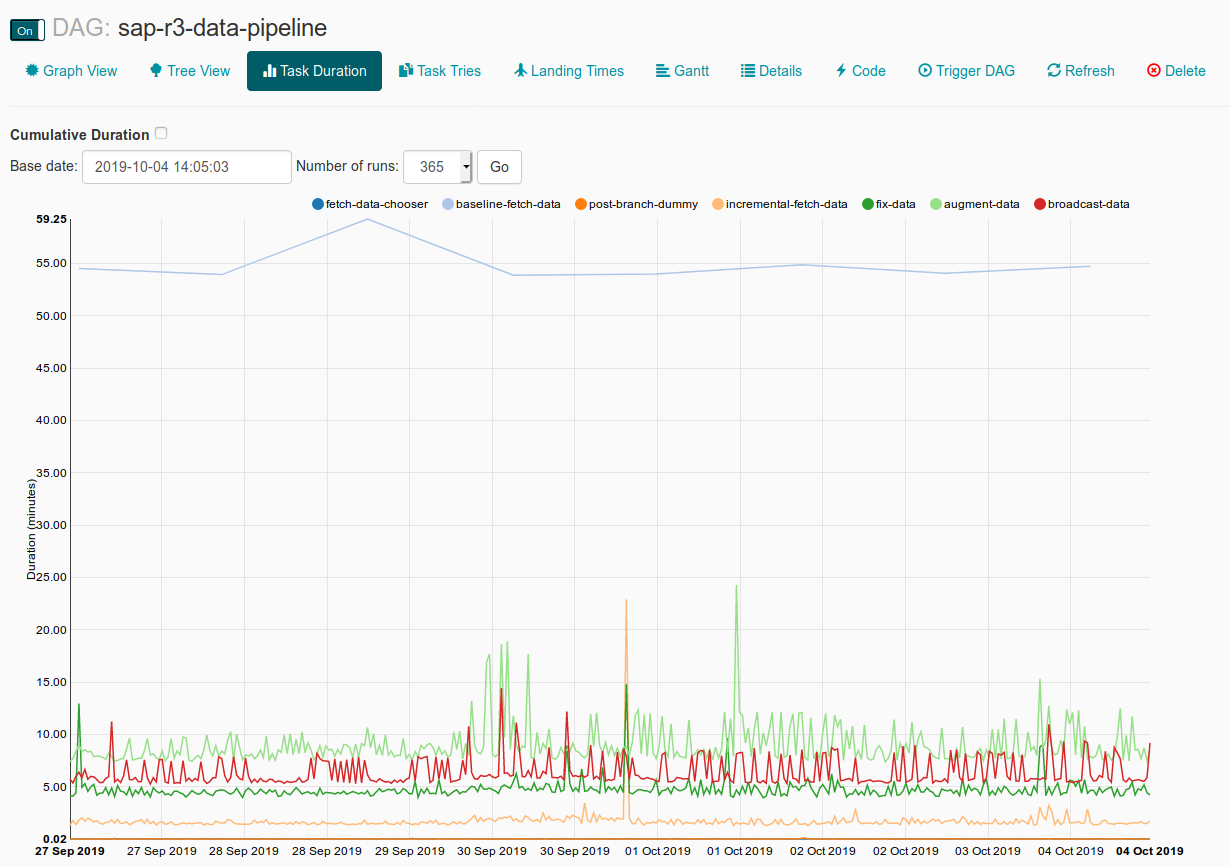 On DAG: sap-r3-data-pipeline
Graph View Tree View Task Duration Task Tries Landing Times Gantt Details Code Trigger DAG Refresh Delete
Cumulative Duration
Base date: 2019-10-04 14:05:03 Number of runs: 365 Go
fetch-data-chooser baseline-fetch-data post-branch-dummy incremental-fetch-data fix-data augment-data broadcast-data
59.25
55.00
50.00
45.00
40.00
35.00
30.00
25.00
20.00
15.00
10.00
5.00
0.02
Duration (minutes)
27 Sep 2019 27 Sep 2019 28 Sep 2019 28 Sep 2019 29 Sep 2019 30 Sep 2019 30 Sep 2019 01 Oct 2019 01 Oct 2019 02 Oct 2019 02 Oct 2019 03 Oct 2019 04 Oct 2019 04 Oct 2019